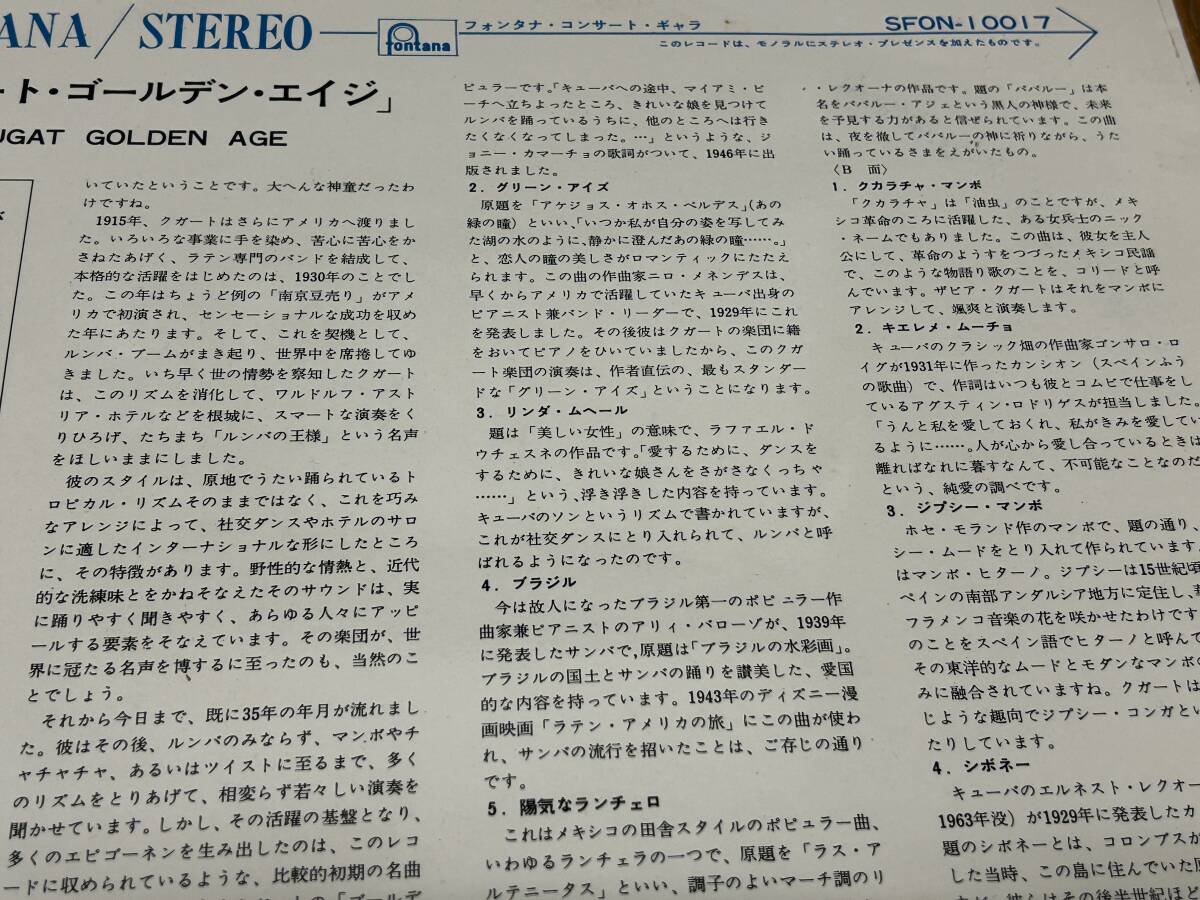 ANA/STEREO
fontana
フォンタナ・コンサート・ギャラ
SFON-10017
このレコードは、モノラルにステレオ・プレゼンスを加えたものです。
ート・ゴールデン・エイジ」
UGAT GOLDEN AGE
いていたということです。大へんな神童だったわ
けですね。
1915年、クガートはさらにアメリカへ渡りまし
た。いろいろな事業に手を染め、苦心に苦心をか
さねたあげく、ラテン専門のバンドを結成して、
本格的な活躍をはじめたのは、1930年のことでし
た。この年はちょうど例の「南京豆売り」がアメ
リカで初演され、センセーショナルな成功を収め
た年にあたります。そして、これを契機として、
ルンバ・ブームがまき起り、世界中を席捲してゆ
きました。いち早く世の情勢を察知したクガート
は、このリズムを消化して、ワルドルフ・アスト
リア・ホテルなどを根城に、スマートな演奏をく
りひろげ、たちまち「ルンバの王様」という名声
をほしいままにしました。
彼のスタイルは、原地でうたい踊られているト
ロピカル・リズムそのままではなく、これを巧み
なアレンジによって、社交ダンスやホテルのサロ
ンに適したインターナショナルな形にしたところ
に、その特徴があります。野性的な情熱と、近代
的な洗練味とをかねそなえたそのサウンドは、実
に踊りやすく聞きやすく、あらゆる人々にアッピ
ールする要素をそなえています。その楽団が、世
界に冠たる名声を博するに至ったのも、当然のこ
とでしょう。
それから今日まで、既に35年の年月が流れまし
た。彼はその後、ルンバのみならず、マンボやチ
ャチャチャ、あるいはツイストに至るまで、多く
のリズムをとりあげて、相変らず若々しい演奏を
聞かせています。しかし、その活躍の基盤となり、
多くのエピゴーネンを生み出したのは、このレコ
ードに収められているような、比較的初期の名曲
ピュラーです。「キューバへの途中、マイアミ・ビ
ーチへ立ちよったところ、きれいな娘を見つけて
ルンバを踊っているうちに、他のところへは行き
たくなくなってしまった。…」というような、ジ
ョニー・カマーチョの歌詞がついて、1946年に出
版されました。
2. グリーン・アイズ
原題を「アケジョス・オホス・ベルデス」(あの
緑の瞳)といい、「いつか私が自分の姿を写してみ
た湖の水のように、静かに澄んだあの緑の瞳……。」
と、恋人の瞳の美しさがロマンティックにたたえ
られます。この曲の作曲家ニロ・メネンデスは、
早くからアメリカで活躍していたキューバ出身の
ピアニスト兼バンド・リーダーで、1929年にこれ
を発表しました。その後彼はクガートの楽団に籍
をおいてピアノをひいていましたから、このクガ
ート楽団の演奏は、作者直伝の、最もスタンダー
ドな「グリーン・アイズ」ということになります。
3. リンダ・ムヘール
題は「美しい女性」の意味で、ラファエル・ド
ウチェスネの作品です。「愛するために、ダンスを
するために、きれいな娘さんをさがさなくっちゃ
……」という、浮き浮きした内容を持っています。
キューバのソンというリズムで書かれていますが、
これが社交ダンスにとり入れられて、ルンバと呼
ばれるようになったのです。
4. ブラジル
今は故人になったブラジル第一のポピュラー作
曲家兼ピアニストのアリィ・バローゾが、1939年
に発表したサンバで、原題は「ブラジルの水彩画」。
ブラジルの国土とサンバの踊りを讃美した、愛国
的な内容を持っています。1943年のディズニー漫
画映画「ラテン・アメリカの旅」にこの曲が使わ
れ、サンバの流行を招いたことは、ご存じの通り
です。
5. 陽気なランチェロ
これはメキシコの田舎スタイルのポピュラー曲、
いわゆるランチェラの一つで、原題を「ラス・ア
ルテニータス」といい、調子のよいマーチ調のリ
・レクオーナの作品です。題の「ババルー」は本
名をババルー・アジェという黒人の神様で、未来
を予見する力があると信ぜられています。この曲
は、夜を徹してババルーの神に祈りながら、うた
い踊っているさまをえがいたもの。
〈B 面〉
1. クカラチャ・マンボ
「クカラチャ」は「油虫」のことですが、メキ
シコ革命のころに活躍した、ある女兵士のニック
・ネームでもありました。この曲は、彼女を主人
公にして、革命のようすをつづったメキシコ民謡
で、このような物語り歌のことを、コリードと呼
んでいます。ザビア・クガートはそれをマンボに
アレンジして、颯爽と演奏します。
2. キエレメ・ムーチョ
キューバのクラシック畑の作曲家ゴンサロ・ロ
イグが1931年に作ったカンシオン(スペインふう
の歌曲)で、作詞はいつも彼とコムビで仕事をし
ているアグスティン・ロドリゲスが担当しました。
「うんと私を愛しておくれ、私がきみを愛してい
るように……。人が心から愛し合っているときは
離ればなれに暮すなんて、不可能なことなのだ
という、純愛の調べです。
3. ジプシー・マンボ
ホセ・モランド作のマンボで、題の通り、
シー・ムードをとり入れて作られています
はマンボ・ヒターノ。ジプシーは15世紀頃
ペインの南部アンダルシア地方に定住し、
フラメンコ音楽の花を咲かせたわけです
のことをスペイン語でヒターノと呼んで
その東洋的なムードとモダンなマンボの
みに融合されていますね。クガートは
じような趣向でジプシー・コンガとい
たりしています。
4. シボネー
キューバのエルネスト・レクオー
1963年没)が1929年に発表したカ
題のシボネーとは、コロンブスが
した当時、この島に住んでいた